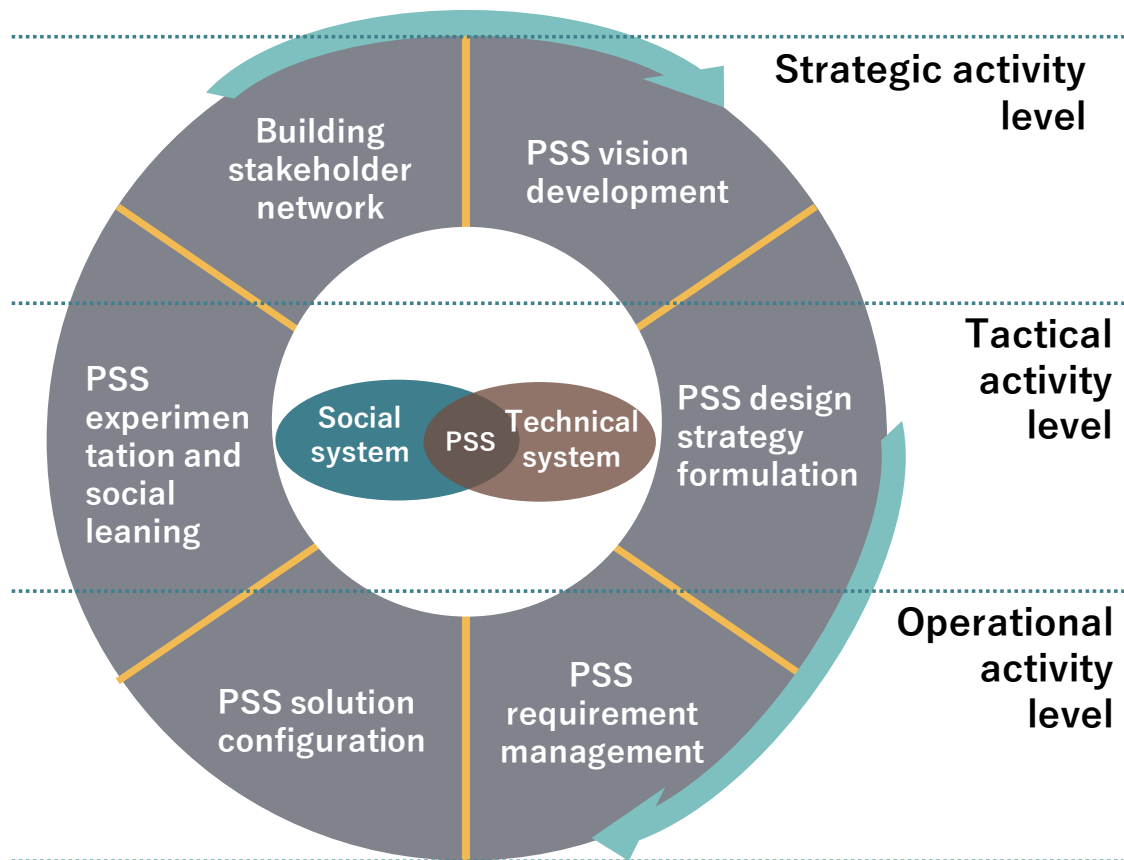 Strategic activity
level
Building
stakeholder
network
PSS vision
development
Tactical
activity
level
PSS
experimen
tation and
social
leaning
Social
system
PSS
Technical
system
PSS design
strategy
formulation
Operational
activity
level
PSS solution
configuration
PSS
requirement
management